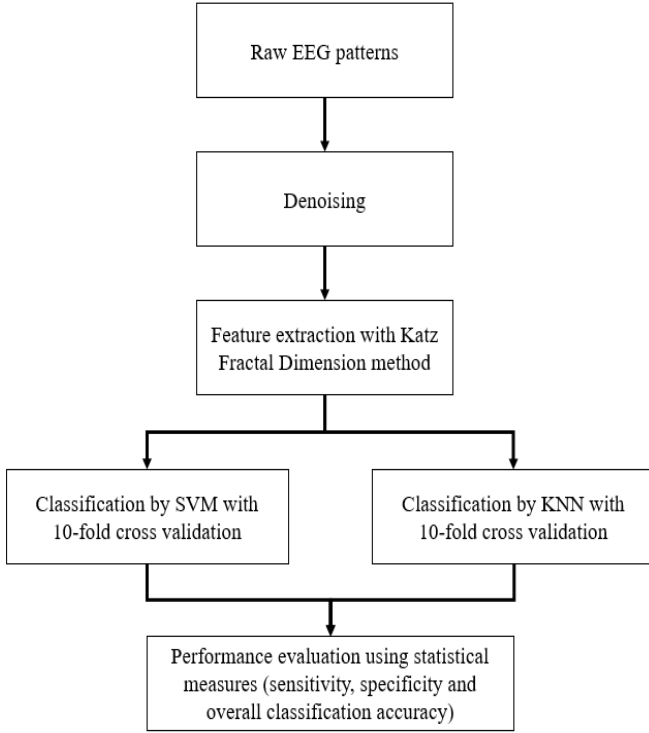 Raw EEG patterns
Denoising
Feature extraction with Katz
Fractal Dimension method
Classification by SVM with
10-fold cross validation
Classification by KNN with
10-fold cross validation
Performance evaluation using statistical
measures (sensitivity, specificity and
overall classification accuracy)